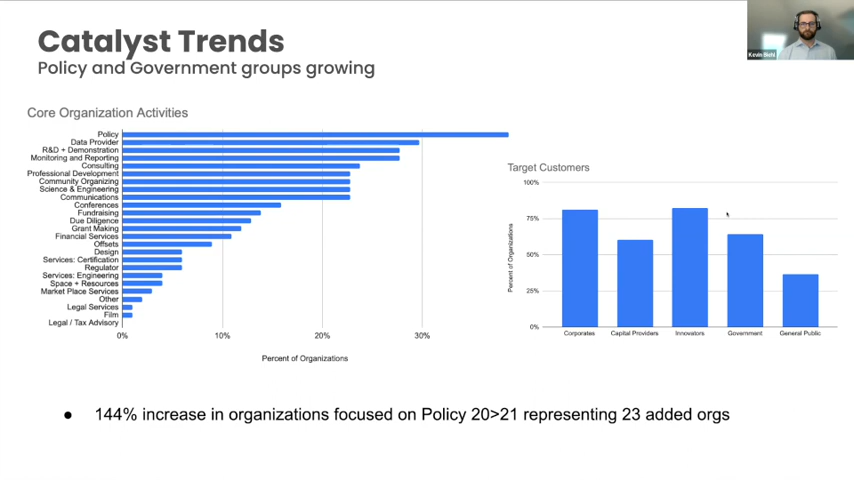 Catalyst Trends
Policy and Government groups growing
Kevin Biehl
Core Organization Activities
Policy
Data Provider
R&D + Demonstration
Monitoring and Reporting
Consulting
Professional Development
Community Organizing
Science & Engineering
Communications
Conferences
Fundraising
Due Diligence
Grant Making
Financial Services
Offsets
Design
Services: Certification
Regulator
Services: Engineering
Space + Resources
Market Place Services
Other
Legal Services
Film
Legal / Tax Advisory
0% 10% 20% 30%
Percent of Organizations
Target Customers
100%
75%
50%
25%
0%
Percent of Organizations
Corporates Capital Providers Innovators Government General Public
● 144% increase in organizations focused on Policy 20>21 representing 23 added orgs